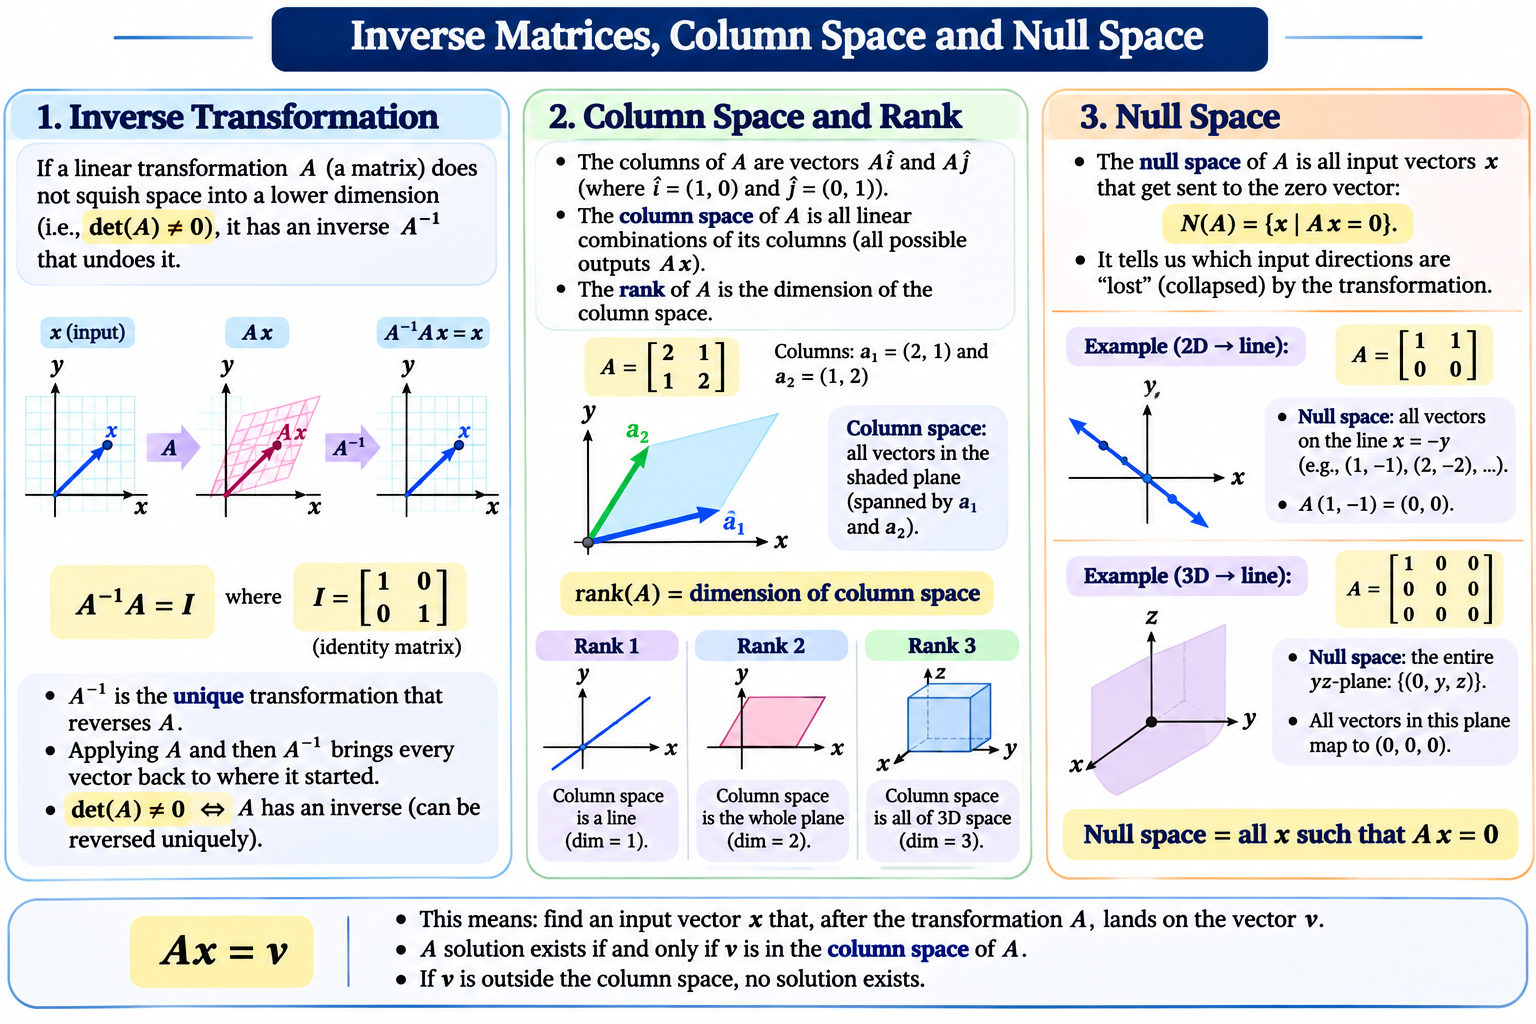 Inverse Matrices, Column Space and Null Space
1. Inverse Transformation
If a linear transformation A (a matrix) does
not squish space into a lower dimension
(i.e., det(A) ≠ 0), it has an inverse A⁻¹
that undoes it.
x (input)
Ax
A⁻¹Ax = x
y
x
x
A
y
Ax
x
A⁻¹
y
x
x
A⁻¹A = I where I = [1 0
0 1]
(identity matrix)
• A⁻¹ is the unique transformation that
reverses A.
• Applying A and then A⁻¹ brings every
vector back to where it started.
• det(A) ≠ 0 ⇔ A has an inverse (can be
reversed uniquely).
2. Column Space and Rank
• The columns of A are vectors Aî and Aĵ
(where î = (1, 0) and ĵ = (0, 1)).
• The column space of A is all linear
combinations of its columns (all possible
outputs Ax).
• The rank of A is the dimension of the
column space.
A = [2 1
1 2]
Columns: a₁ = (2, 1) and
a₂ = (1, 2)
y
a₂
â₁
x
Column space:
all vectors in the
shaded plane
(spanned by a₁
and a₂).
rank(A) = dimension of column space
Rank 1
y
x
Column space
is a line
(dim = 1).
Rank 2
y
x
Column space
is the whole plane
(dim = 2).
Rank 3
z
x
y
Column space
is all of 3D space
(dim = 3).
3. Null Space
• The null space of A is all input vectors x
that get sent to the zero vector:
N(A) = {x | Ax = 0}.
• It tells us which input directions are
“lost” (collapsed) by the transformation.
Example (2D → line):
A = [1 1
0 0]
y
x
• Null space: all vectors
on the line x = −y
(e.g., (1, −1), (2, −2), ...).
• A(1, −1) = (0, 0).
Example (3D → line):
A = [1 0 0
0 0 0
0 0 0]
z
y
x
• Null space: the entire
yz-plane: {(0, y, z)}.
• All vectors in this plane
map to (0, 0, 0).
Null space = all x such that Ax = 0
Ax = v
• This means: find an input vector x that, after the transformation A, lands on the vector v.
• A solution exists if and only if v is in the column space of A.
• If v is outside the column space, no solution exists.